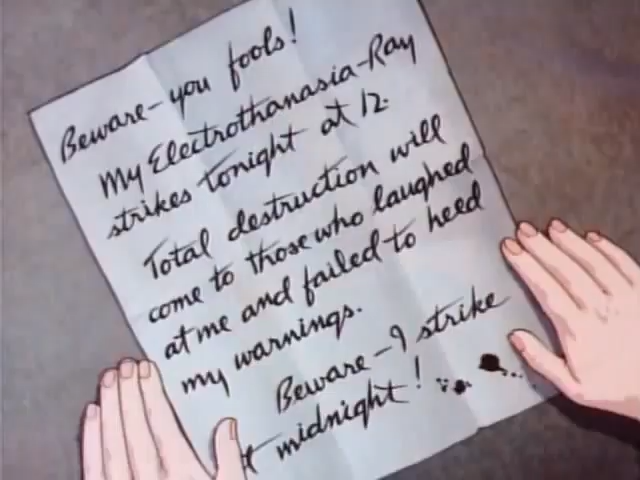 Beware-you fools!
My Electrothanasia-Ray
strikes tonight at 12.
Total destruction will
come to those who laughed
at me and failed to heed
my warnings.
Beware-I strike
at midnight!